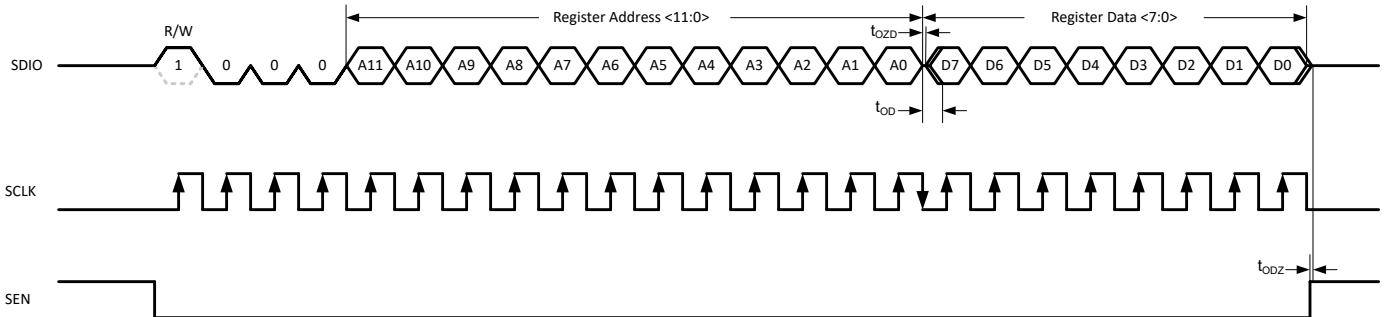 Register Address <11:0> Register Data <7:0>
R/W
tOZD
SDIO 1 0 0 0 A11 A10 A9 A8 A7 A6 A5 A4 A3 A2 A1 A0 D7 D6 D5 D4 D3 D2 D1 D0
tOD
SCLK
tODZ
SEN